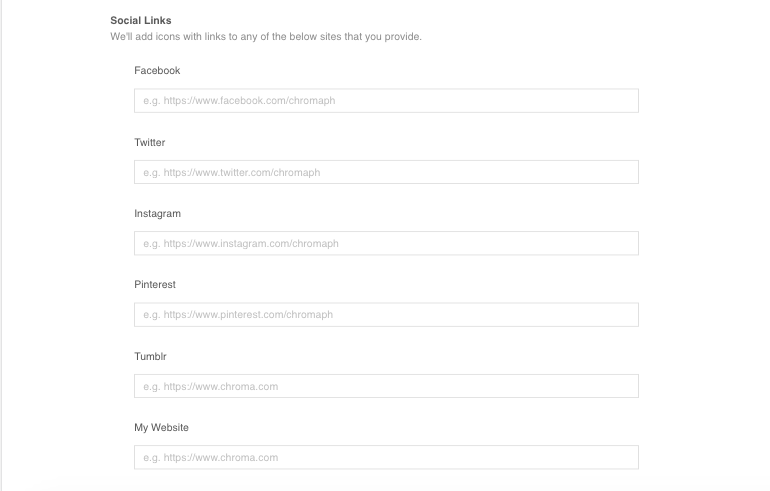 Social Links
We'll add icons with links to any of the below sites that you provide.
Facebook
e.g. https://www.facebook.com/chromaph
Twitter
e.g. https://www.twitter.com/chromaph
Instagram
e.g. https://www.instagram.com/chromaph
Pinterest
e.g. https://www.pinterest.com/chromaph
Tumblr
e.g. https://www.chroma.com
My Website
e.g. https://www.chroma.com